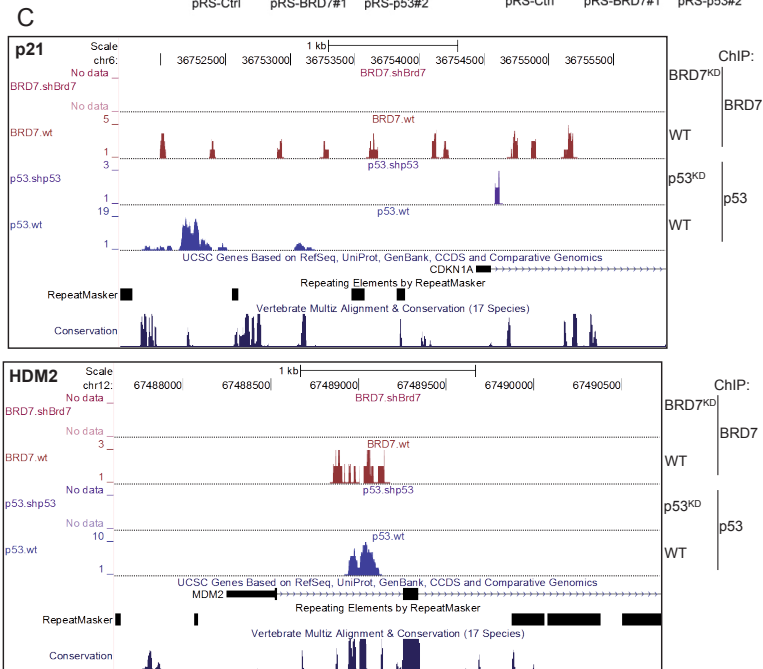 pRS-Ctrl pRS-BRD7#1 pRS-p53#2 pRS-Ctrl pRS-BRD7#1 pRS-p53#2
C
p21
Scale 1 kb
chr6: 36752500 36753000 36753500 36754000 36754500 36755000 36755500
ChIP:
No data BRD7.shBrd7 BRD7KD
BRD7.shBrd7
No data BRD7
5 BRD7.wt
BRD7.wt WT
1
3 p53.shp53
p53.shp53 p53KD
1 p53
19 p53.wt
p53.wt WT
1
UCSC Genes Based on RefSeq, UniProt, GenBank, CCDS and Comparative Genomics
CDKN1A
Repeating Elements by RepeatMasker
RepeatMasker
Vertebrate Multiz Alignment & Conservation (17 Species)
Conservation
HDM2
Scale 1 kb
chr12: 67488000 67488500 67489000 67489500 67490000 67490500
ChIP:
No data BRD7.shBrd7
BRD7.shBrd7 BRD7KD
No data BRD7
3 BRD7.wt
BRD7.wt WT
1
No data p53.shp53
p53.shp53 p53KD
No data p53
10 p53.wt
p53.wt WT
1
UCSC Genes Based on RefSeq, UniProt, GenBank, CCDS and Comparative Genomics
MDM2
Repeating Elements by RepeatMasker
RepeatMasker
Vertebrate Multiz Alignment & Conservation (17 Species)
Conservation